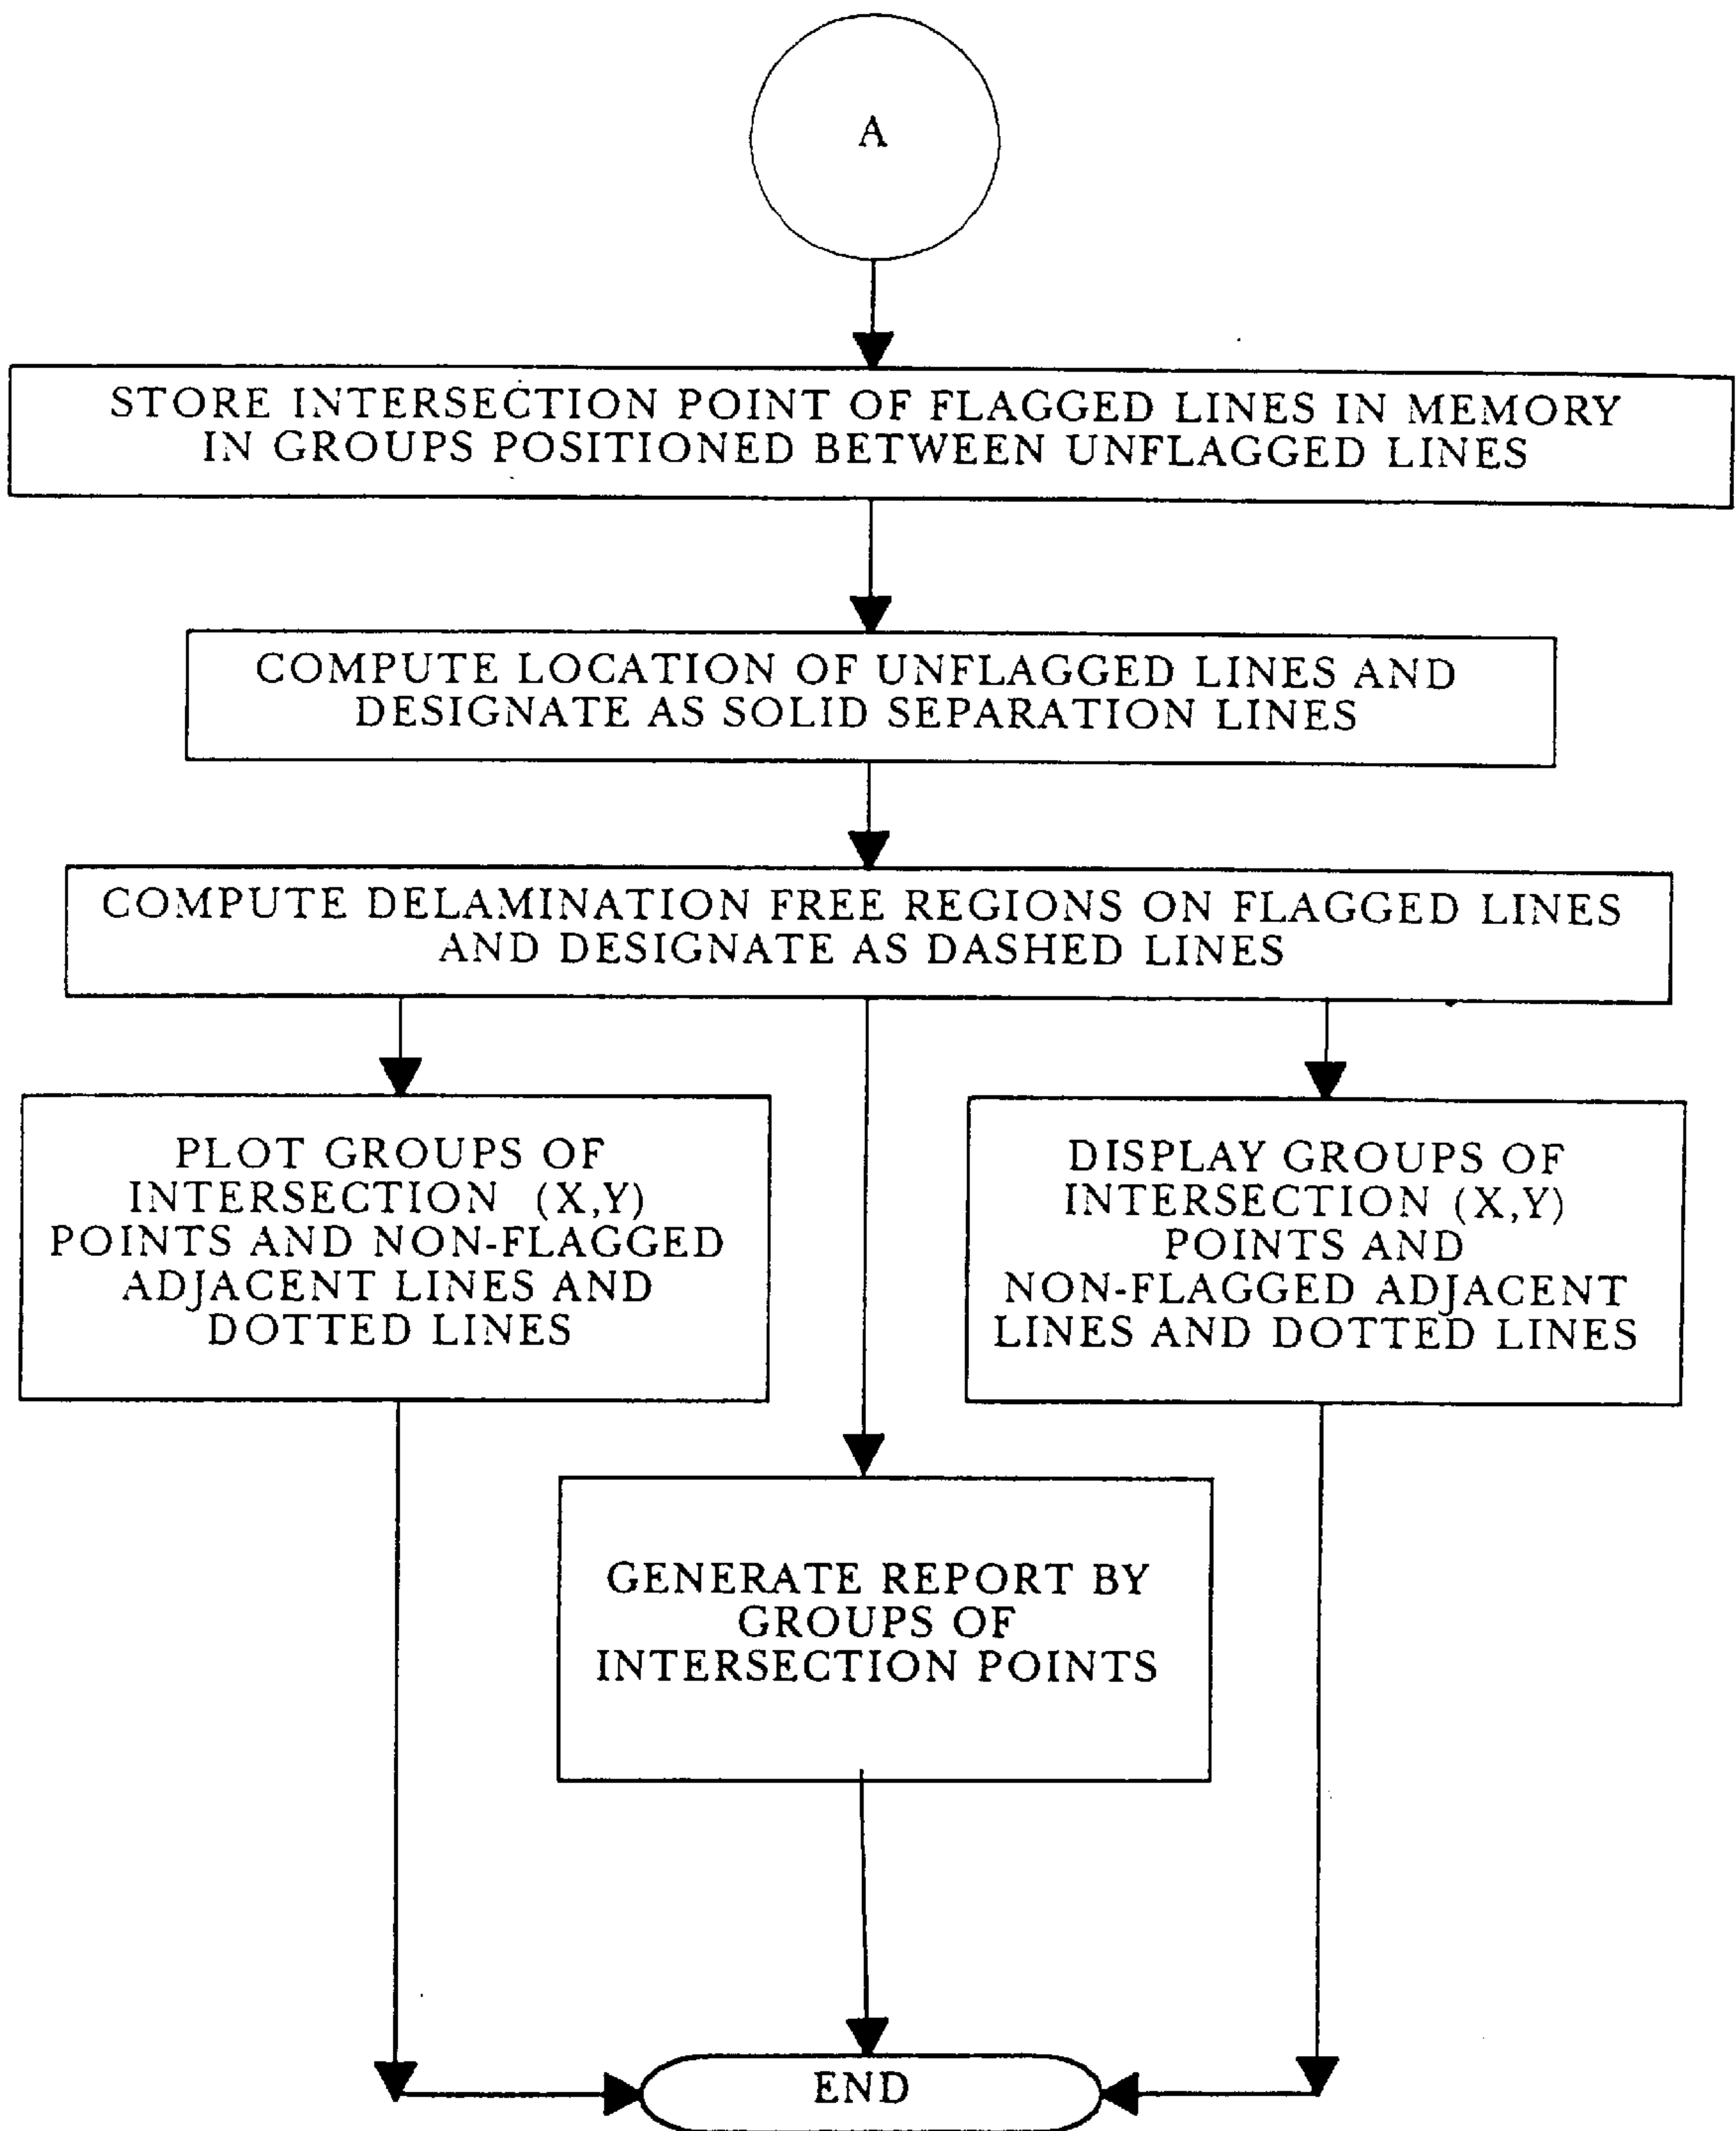 A
STORE INTERSECTION POINT OF FLAGGED LINES IN MEMORY
IN GROUPS POSITIONED BETWEEN UNFLAGGED LINES
COMPUTE LOCATION OF UNFLAGGED LINES AND
DESIGNATE AS SOLID SEPARATION LINES
COMPUTE DELAMINATION FREE REGIONS ON FLAGGED LINES
AND DESIGNATE AS DASHED LINES
PLOT GROUPS OF
INTERSECTION (X,Y)
POINTS AND NON-FLAGGED
ADJACENT LINES AND
DOTTED LINES
DISPLAY GROUPS OF
INTERSECTION (X,Y)
POINTS AND
NON-FLAGGED ADJACENT
LINES AND DOTTED LINES
GENERATE REPORT BY
GROUPS OF
INTERSECTION POINTS
END